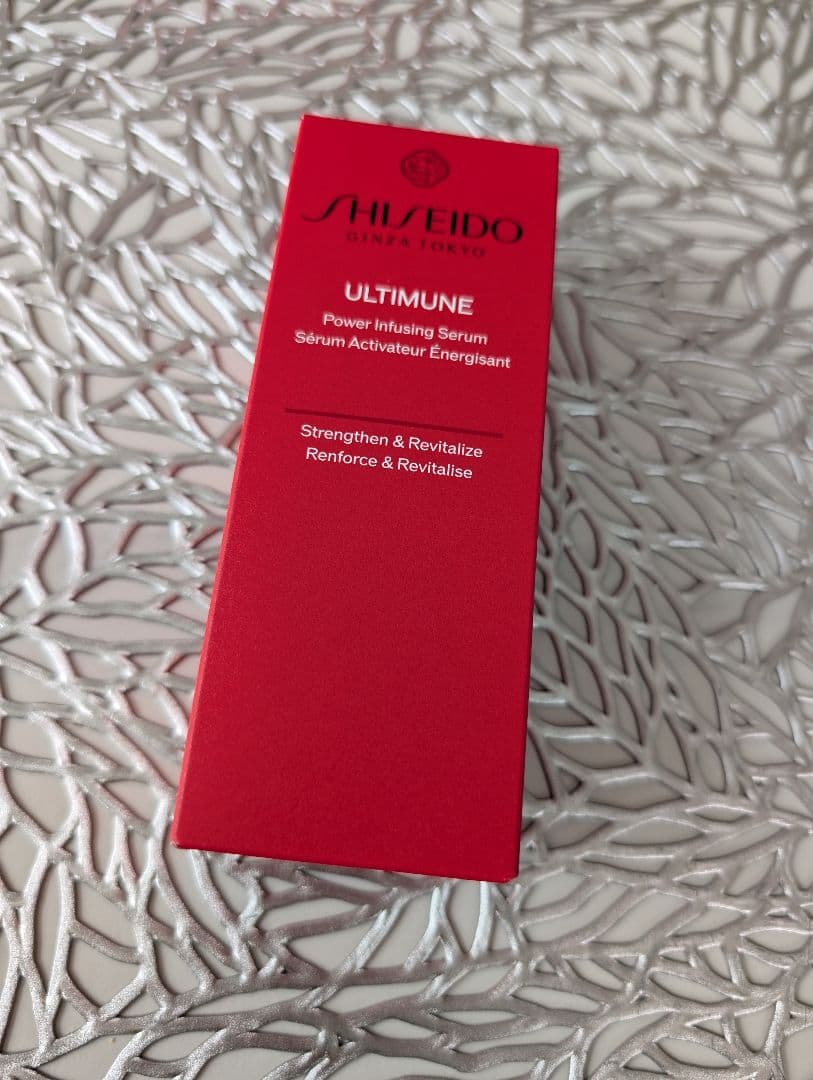 SHISEIDO
GINZA TOKYO
ULTIMUNE
Power Infusing Serum
Sérum Activateur Énergisant
Strengthen & Revitalize
Renforce & Revitalise